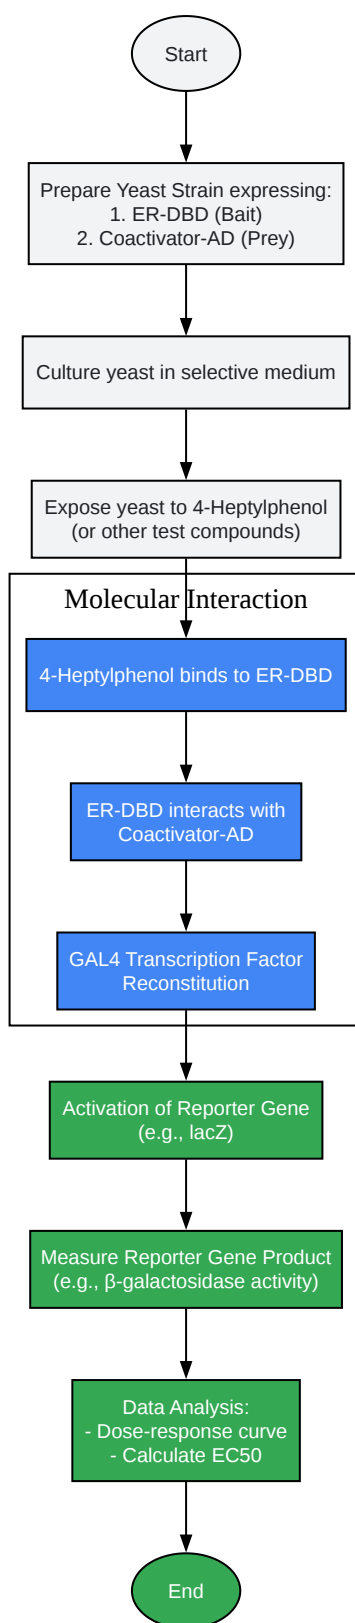 Start
Prepare Yeast Strain expressing:
1. ER-DBD (Bait)
2. Coactivator-AD (Prey)
Culture yeast in selective medium
Expose yeast to 4-Heptylphenol
(or other test compounds)
Molecular Interaction
4-Heptylphenol binds to ER-DBD
ER-DBD interacts with
Coactivator-AD
GAL4 Transcription Factor
Reconstitution
Activation of Reporter Gene
(e.g., lacZ)
Measure Reporter Gene Product
(e.g., β-galactosidase activity)
Data Analysis:
- Dose-response curve
- Calculate EC50
End